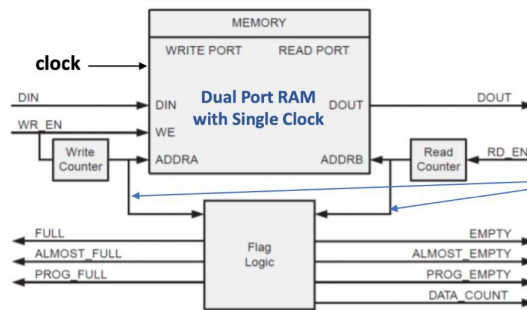 MEMORY
WRITE PORT READ PORT
clock
Dual Port RAM
with Single Clock
DIN DIN DOUT DOUT
WR_EN WE
Write
Counter
ADDRA ADDRB
Read
Counter
RD_EN
FULL EMPTY
Flag
Logic
ALMOST_FULL ALMOST_EMPTY
PROG_FULL PROG_EMPTY
DATA_COUNT